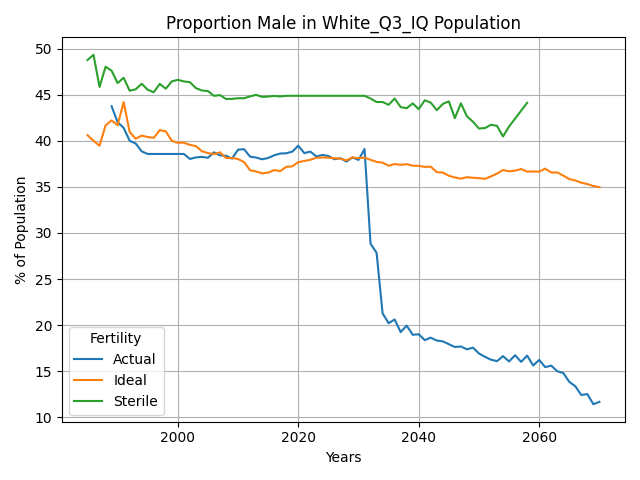 Proportion Male in White_Q3_IQ Population
% of Population
50
45
40
35
30
25
20
15
10
Fertility
Actual
Ideal
Sterile
2000
2020
2040
2060
Years